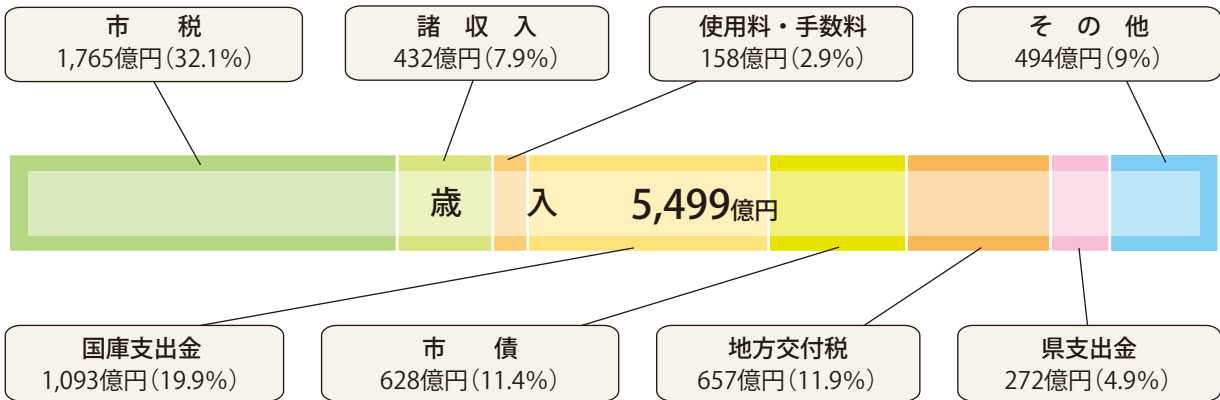 市税
1,765億円(32.1%)
諸収入
432億円(7.9%)
使用料・手数料
158億円(2.9%)
その他
494億円(9%)
歳入 5,499億円
国庫支出金
1,093億円(19.9%)
市債
628億円(11.4%)
地方交付税
657億円(11.9%)
県支出金
272億円(4.9%)